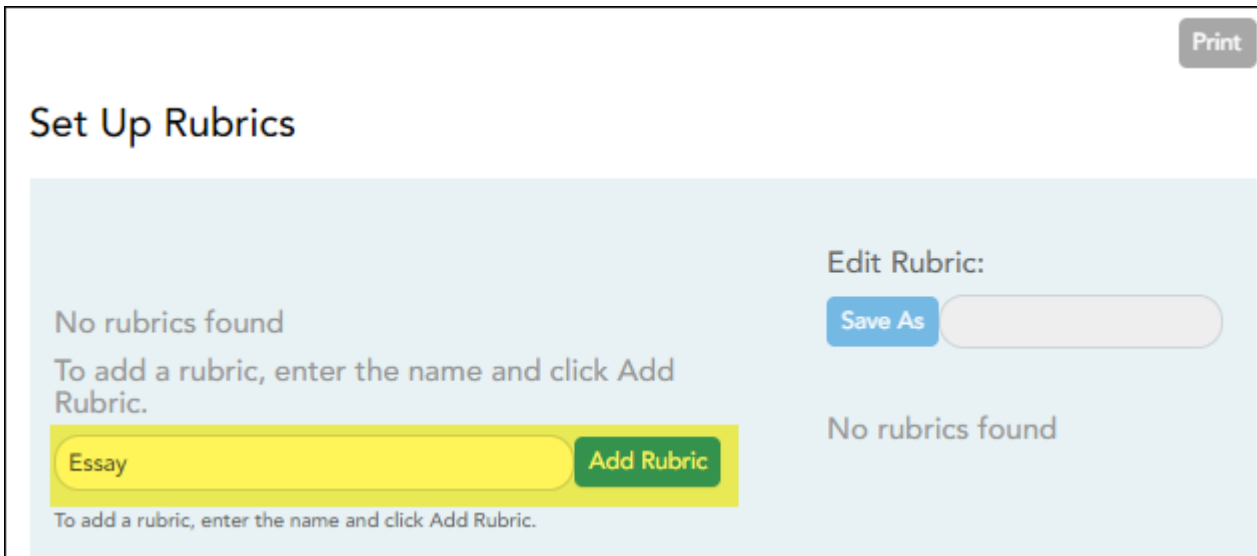 Print
Set Up Rubrics
No rubrics found
To add a rubric, enter the name and click Add
Rubric.
Essay
Add Rubric
To add a rubric, enter the name and click Add Rubric.
Edit Rubric:
Save As
No rubrics found